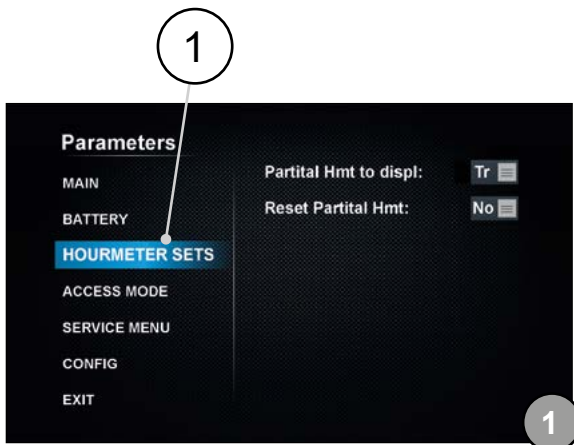 1
Parameters
MAIN
BATTERY
HOURMETER SETS
ACCESS MODE
SERVICE MENU
CONFIG
EXIT
Partital Hmt to displ: Tr
Reset Partital Hmt: No
1